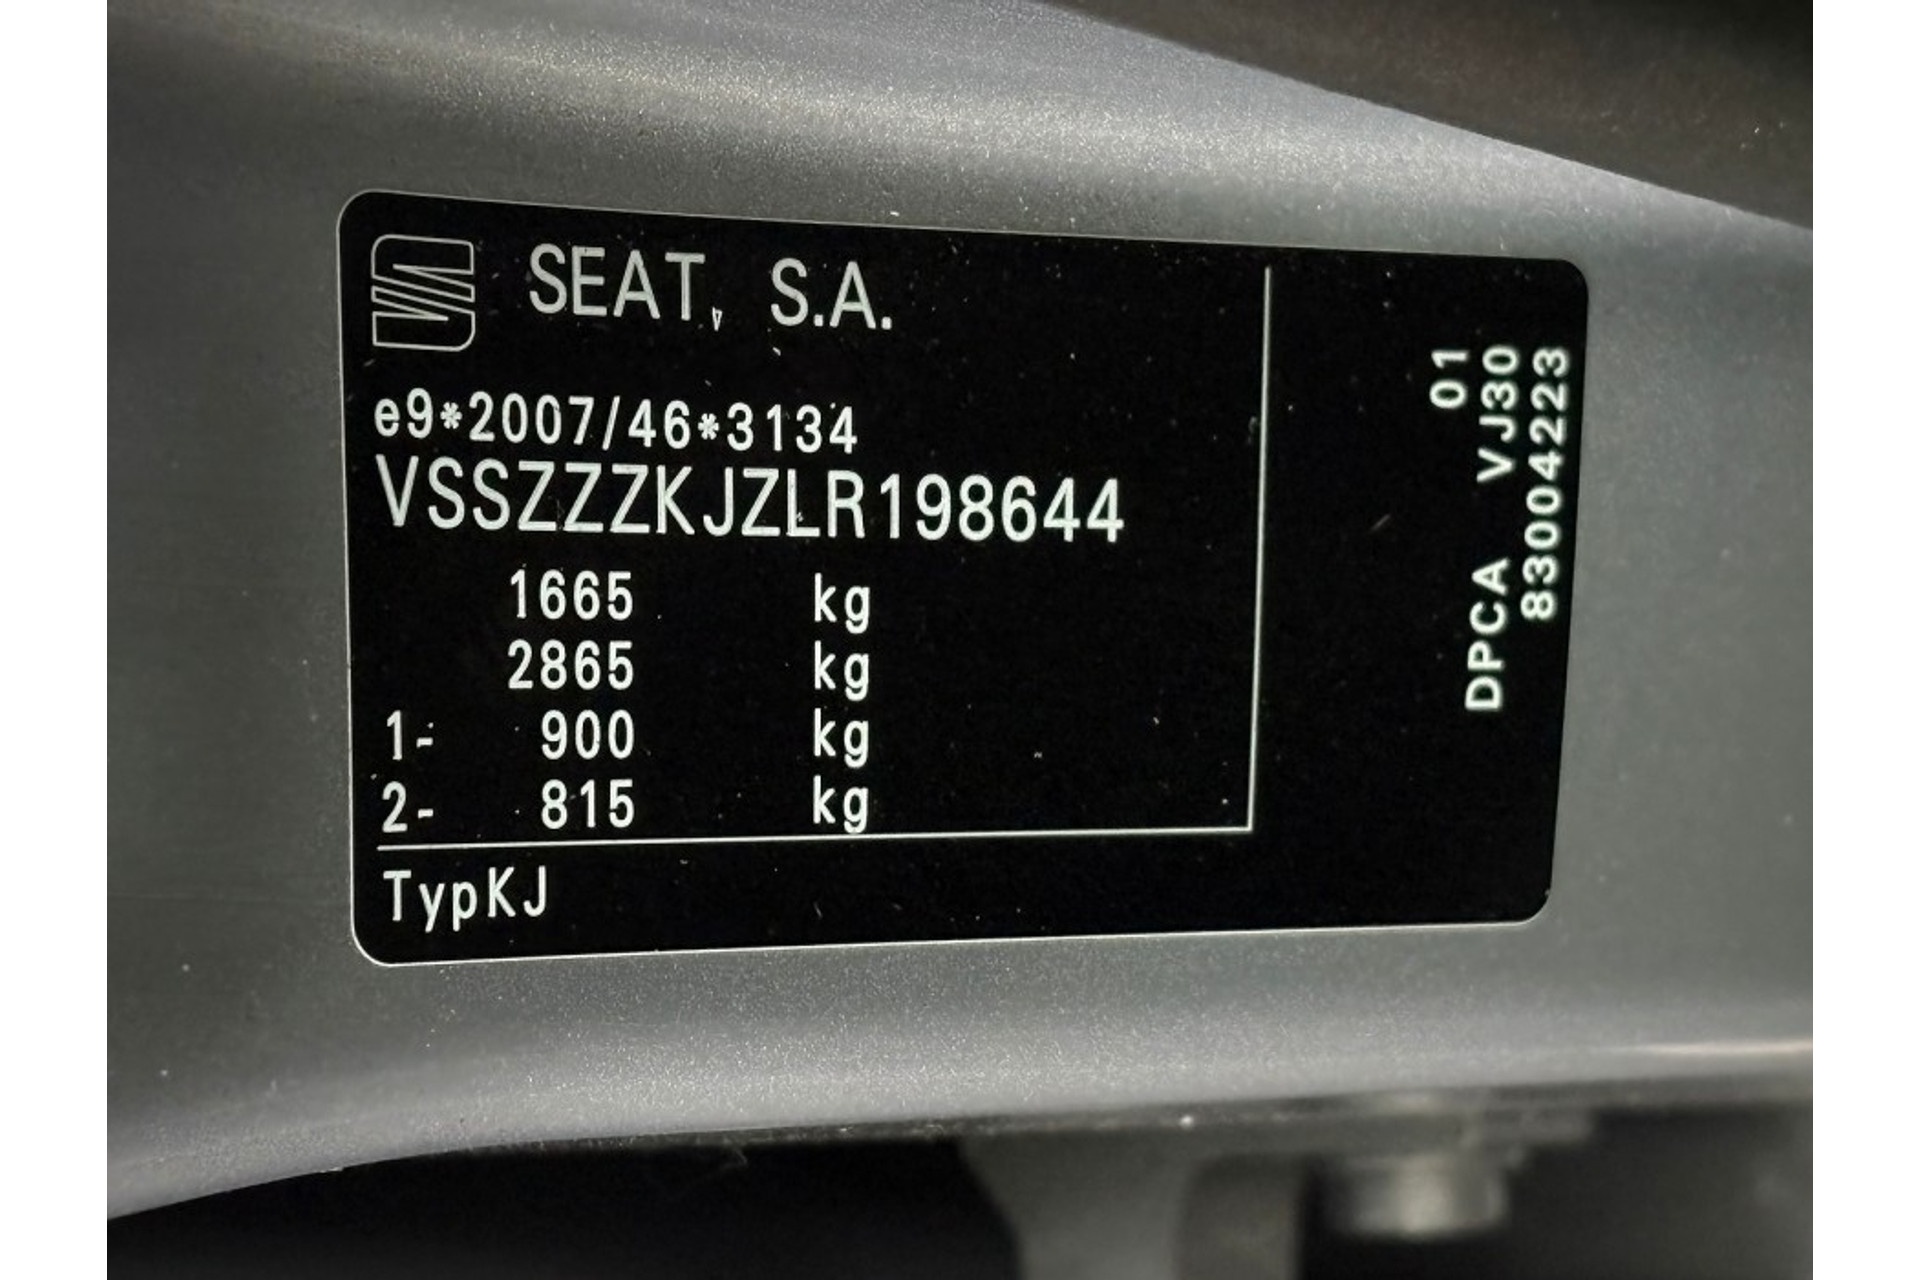 SEAT, S.A.
e9*2007/46*3134
VSSZZZKJZLR198644
1665 kg
2865 kg
1- 900 kg
2- 815 kg
TypKJ
01
DPCA VJ30
83004223